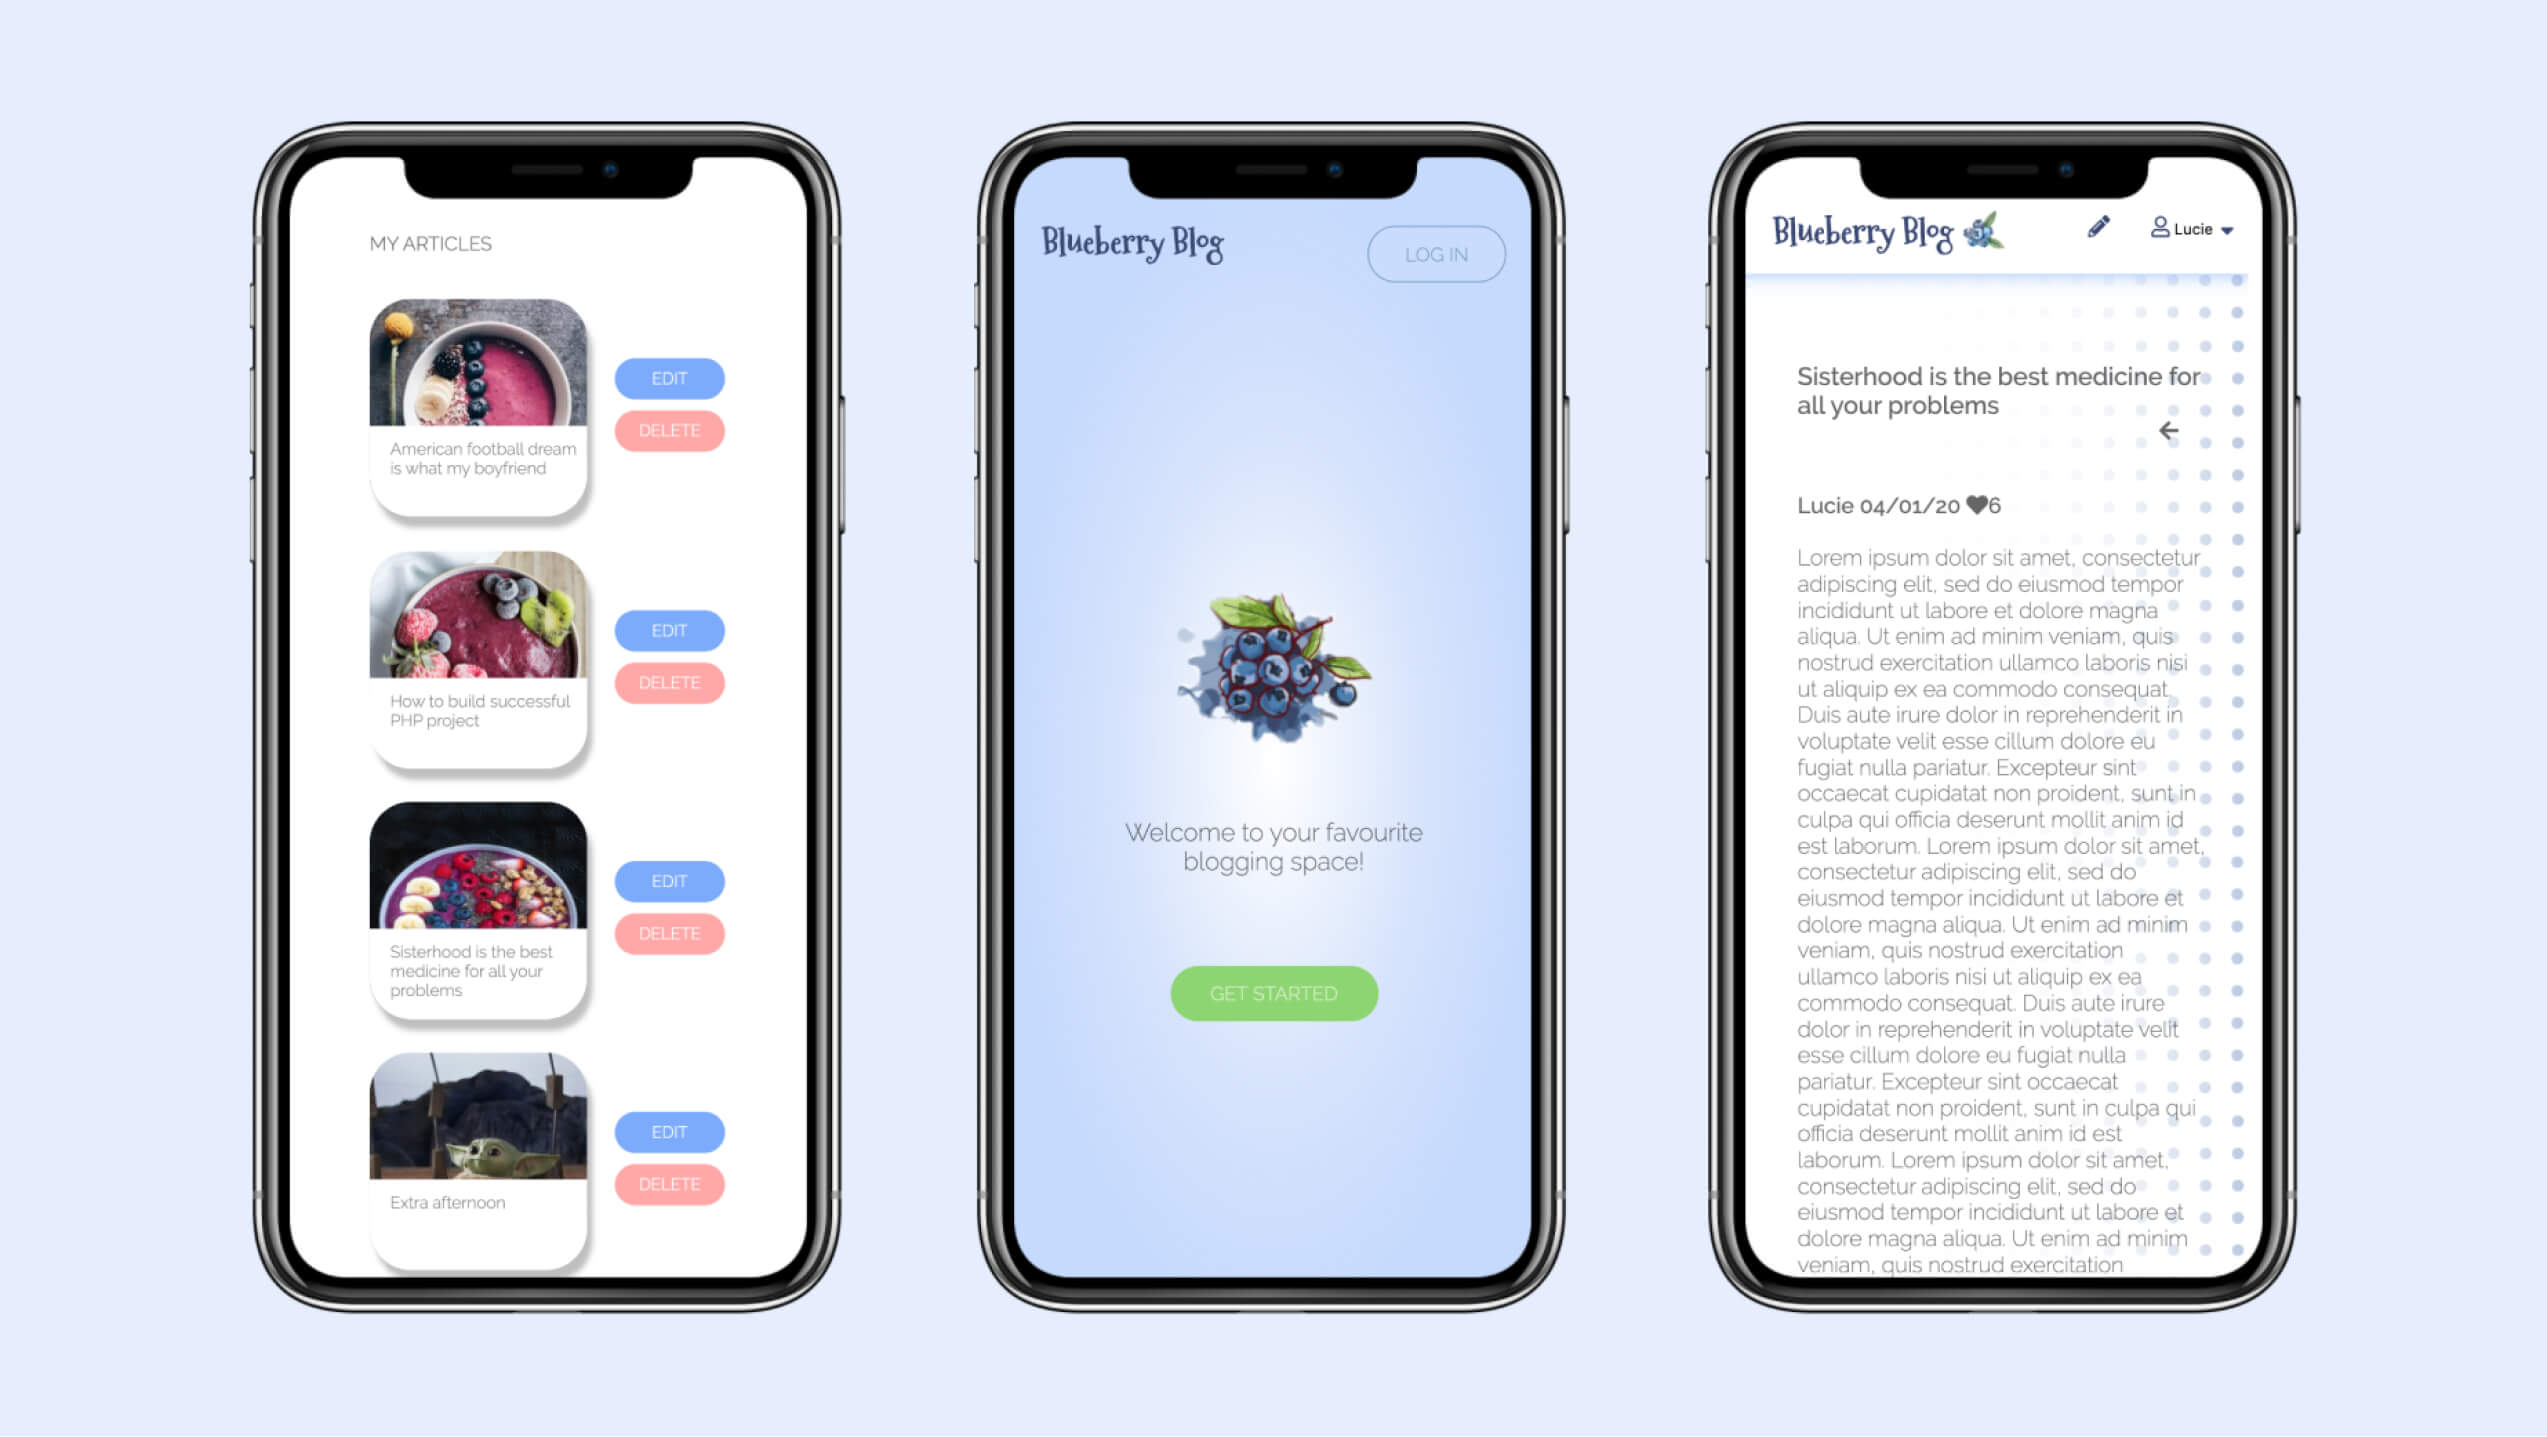 MY ARTICLES
American football dream
is what my boyfriend
EDIT
DELETE
How to build successful
PHP project
EDIT
DELETE
Sisterhood is the best
medicine for all your
problems
EDIT
DELETE
Extra afternoon
EDIT
DELETE
Blueberry Blog
LOG IN
Welcome to your favourite
blogging space!
GET STARTED
Blueberry Blog
Lucie
Sisterhood is the best medicine for
all your problems
Lucie 04/01/20 6
Lorem ipsum dolor sit amet, consectetur
adipiscing elit, sed do eiusmod tempor
incididunt ut labore et dolore magna
aliqua. Ut enim ad minim veniam, quis
nostrud exercitation ullamco laboris nisi
ut aliquip ex ea commodo consequat.
Duis aute irure dolor in reprehenderit in
voluptate velit esse cillum dolore eu
fugiat nulla pariatur. Excepteur sint
occaecat cupidatat non proident, sunt in
culpa qui officia deserunt mollit anim id
est laborum. Lorem ipsum dolor sit amet,
consectetur adipiscing elit, sed do
eiusmod tempor incididunt ut labore et
dolore magna aliqua. Ut enim ad minim
veniam, quis nostrud exercitation
ullamco laboris nisi ut aliquip ex ea
commodo consequat. Duis aute irure
dolor in reprehenderit in voluptate velit
esse cillum dolore eu fugiat nulla
pariatur. Excepteur sint occaecat
cupidatat non proident, sunt in culpa qui
officia deserunt mollit anim id est
laborum. Lorem ipsum dolor sit amet,
consectetur adipiscing elit, sed do
eiusmod tempor incididunt ut labore et
dolore magna aliqua. Ut enim ad minim
veniam, quis nostrud exercitation